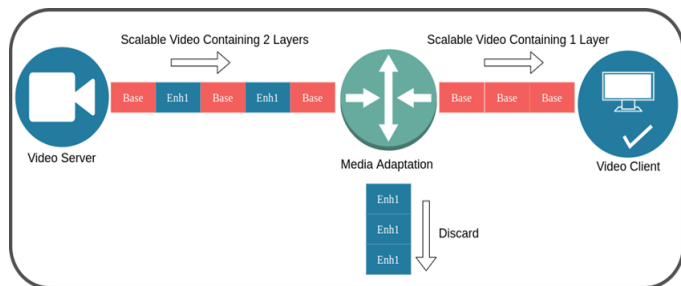 Scalable Video Containing 2 Layers
Scalable Video Containing 1 Layer
Base Enh1 Base Enh1 Base
Base Base Base
Video Server
Media Adaptation
Video Client
Enh1
Enh1
Enh1
Discard